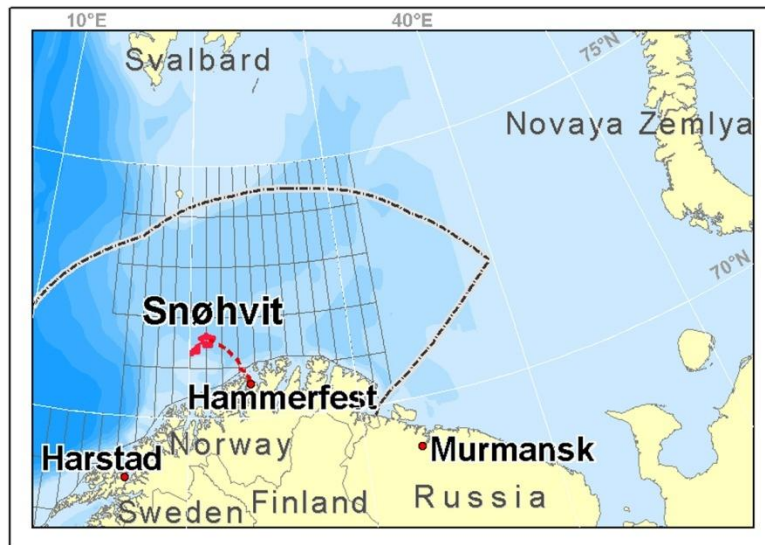 10°E
40°E
75°N
Svalbard
Novaya Zemlya
70°N
Snøhvit
Hammerfest
Norway
Murmansk
Harstad
Sweden
Finland
Russia